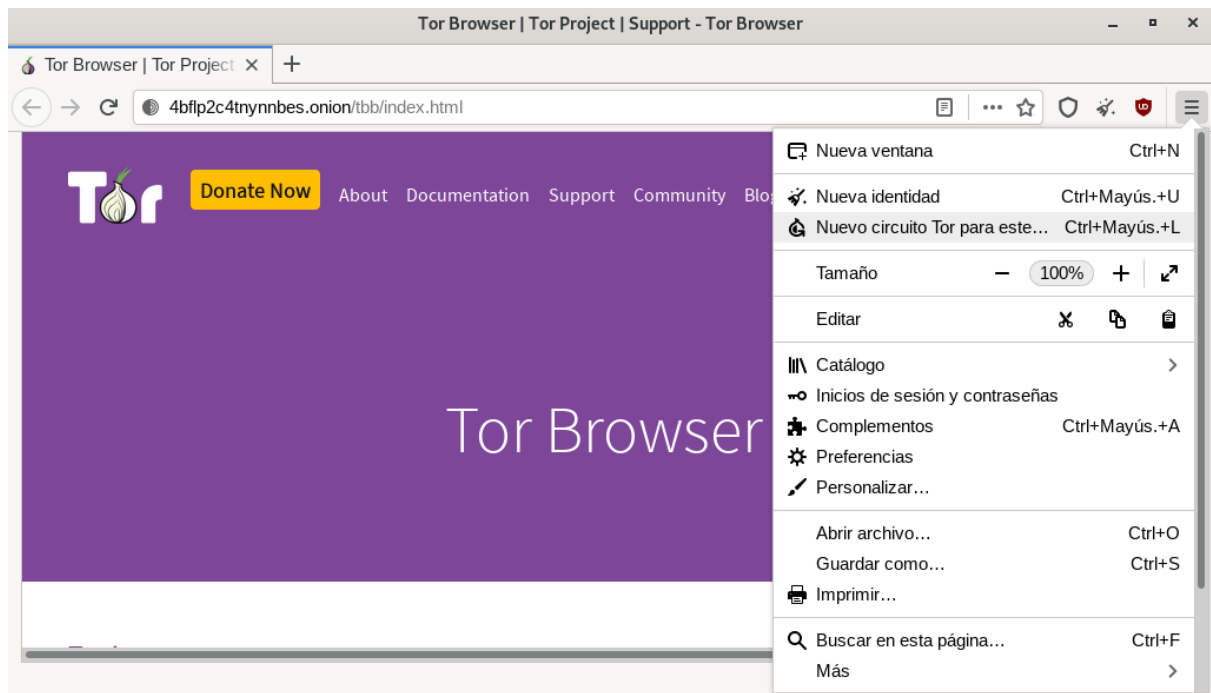 Tor Browser | Tor Project | Support - Tor Browser
Tor Browser | Tor Project
4bflp2c4tnynnbes.onion/tbb/index.html
Tor
Donate Now About Documentation Support Community
Tor Browser
Nueva ventana Ctrl+N
Nueva identidad Ctrl+Mayús.+U
Nuevo circuito Tor para este… Ctrl+Mayús.+L
Tamaño − 100% +
Editar
Catálogo
Inicios de sesión y contraseñas
Complementos Ctrl+Mayús.+A
Preferencias
Personalizar…
Abrir archivo… Ctrl+O
Guardar como… Ctrl+S
Imprimir…
Buscar en esta página… Ctrl+F
Más